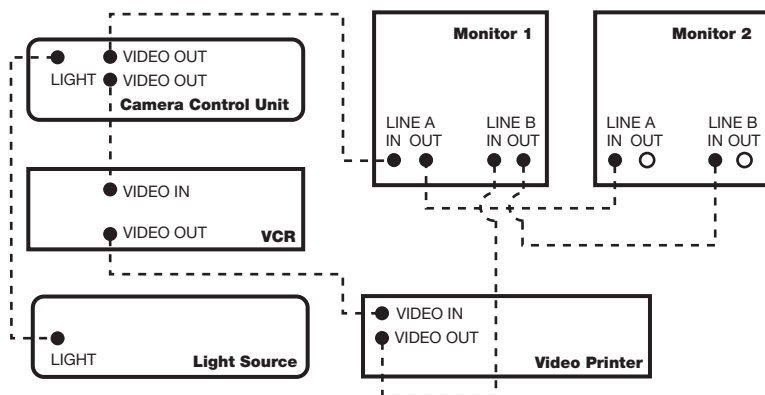 VIDEO OUT
LIGHT VIDEO OUT
Camera Control Unit
VIDEO IN
VIDEO OUT
VCR
LIGHT
Light Source
Monitor 1
LINE A LINE B
IN OUT IN OUT
Monitor 2
LINE A LINE B
IN OUT IN OUT
VIDEO IN
VIDEO OUT
Video Printer